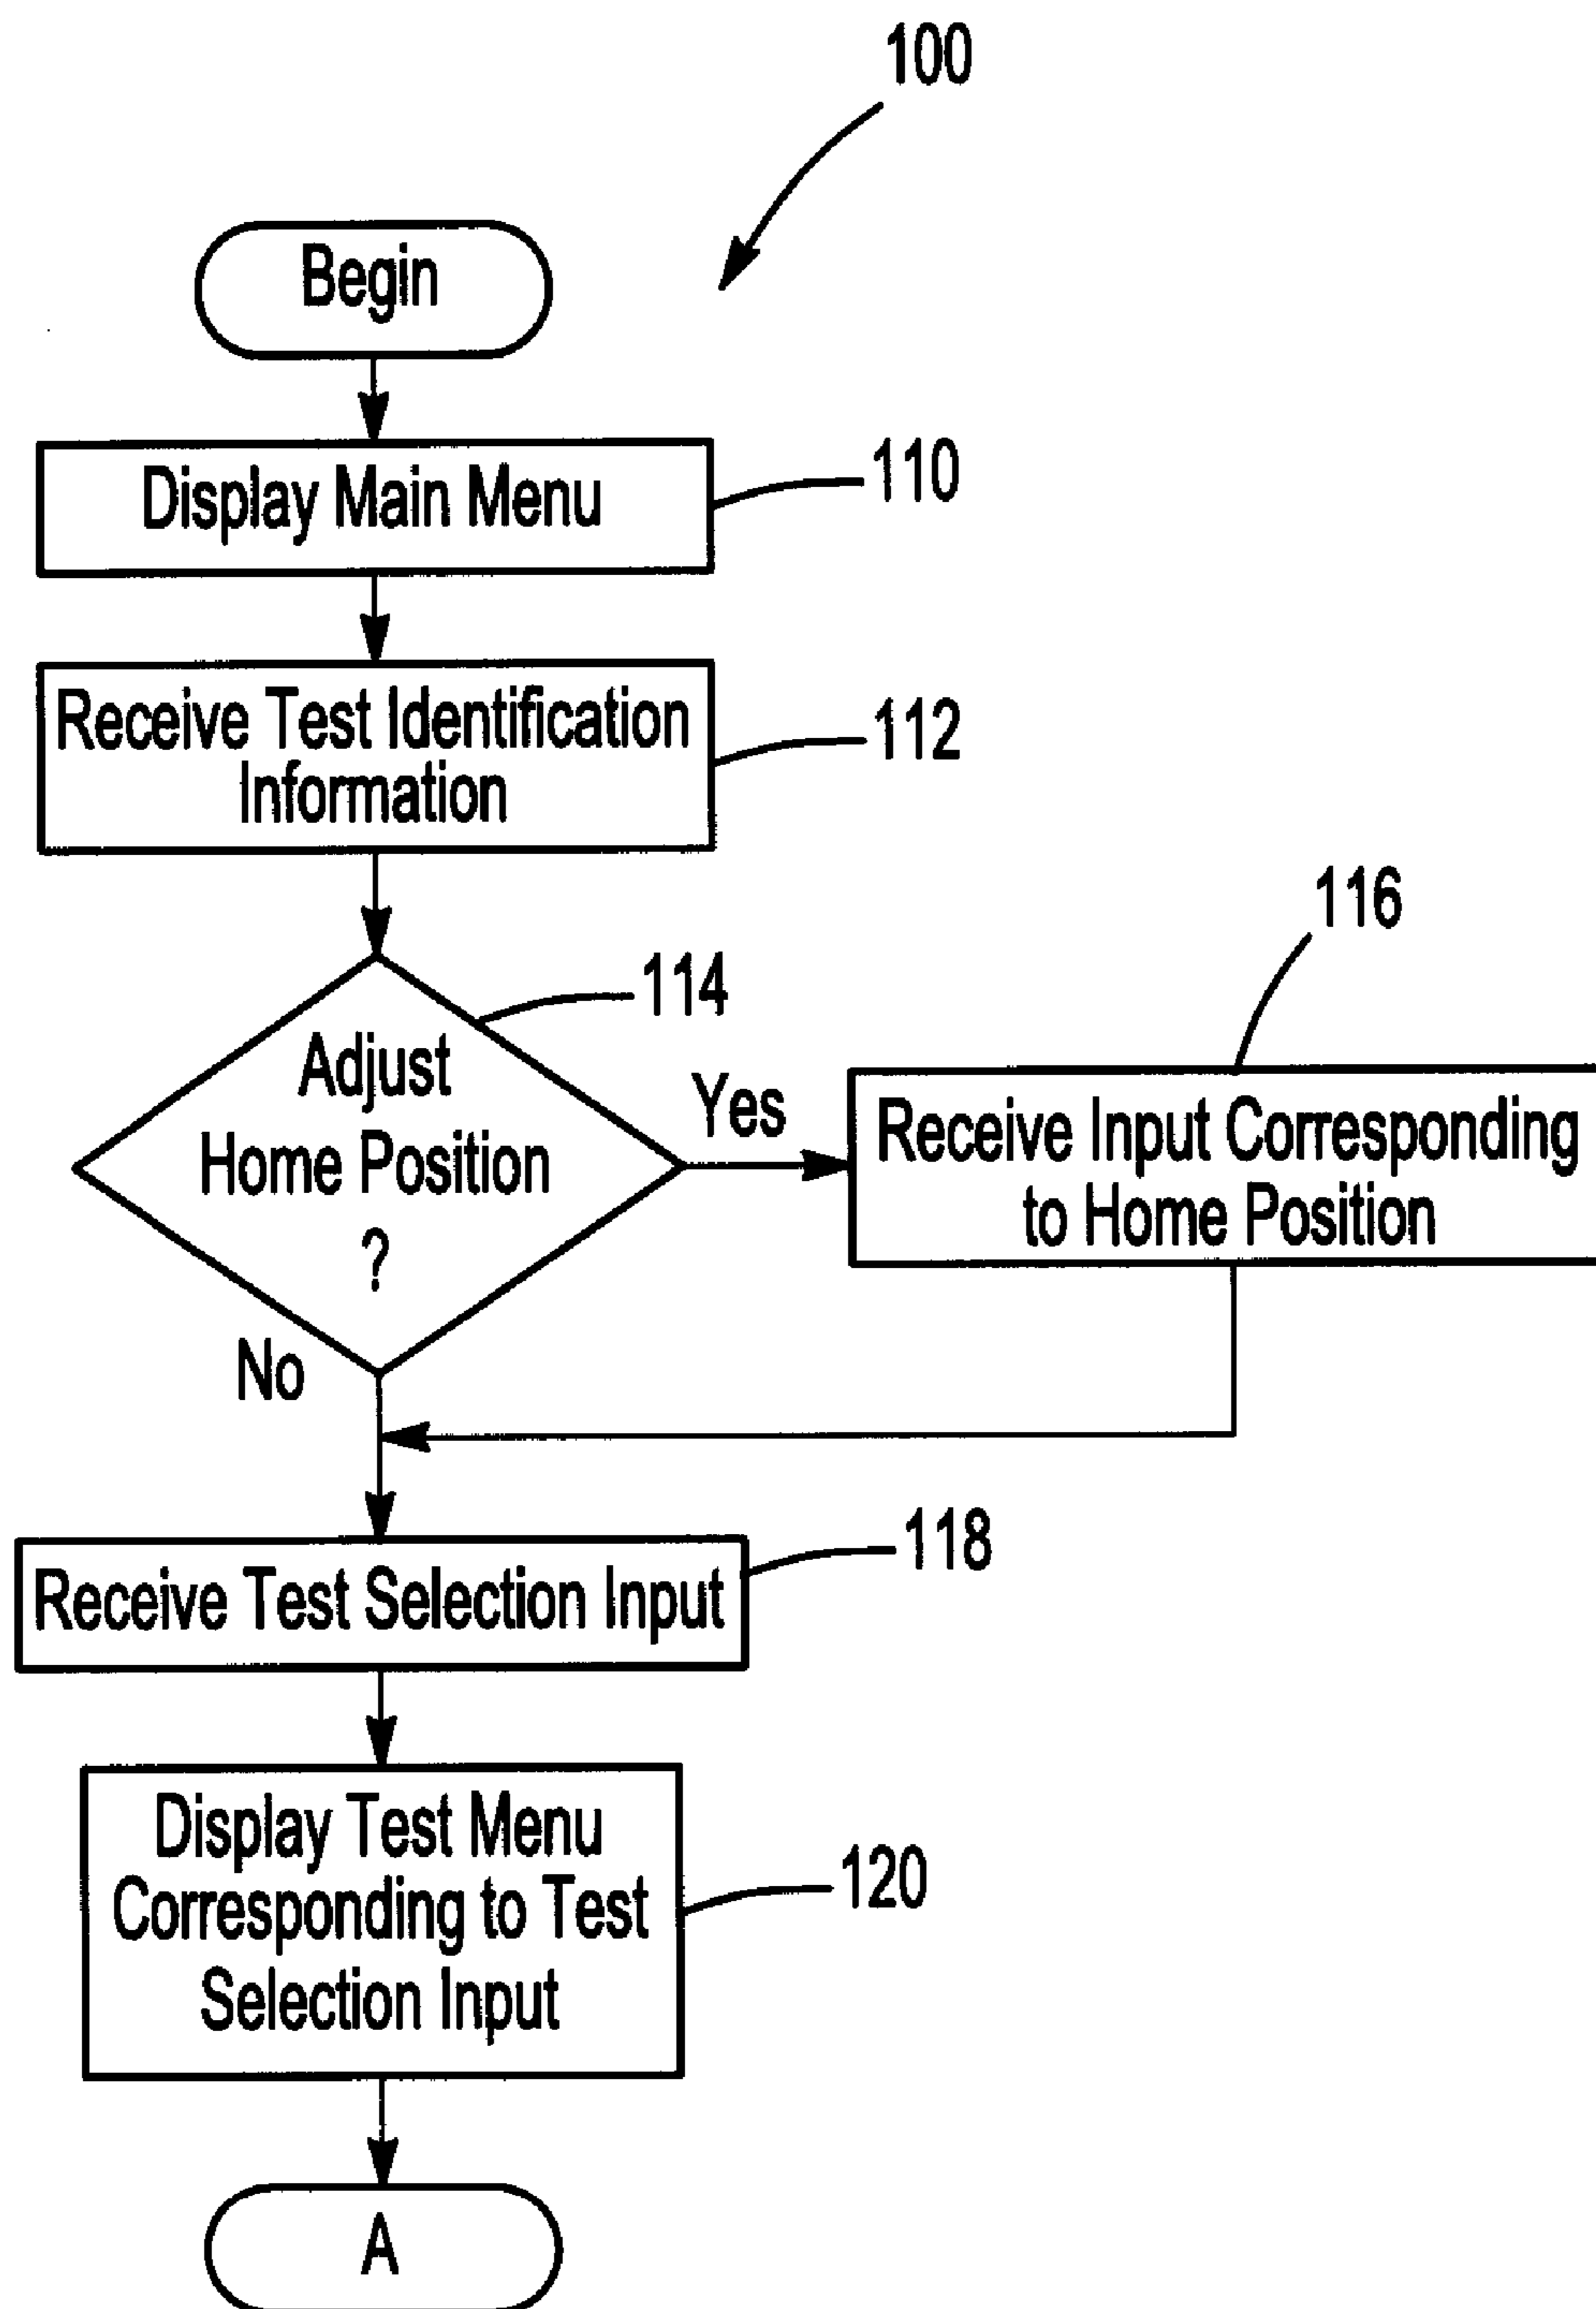 100
Begin
Display Main Menu
110
Receive Test Identification
Information
112
114
Adjust
Home Position
?
Yes
116
Receive Input Corresponding
to Home Position
No
Receive Test Selection Input
118
Display Test Menu
Corresponding to Test
Selection Input
120
A